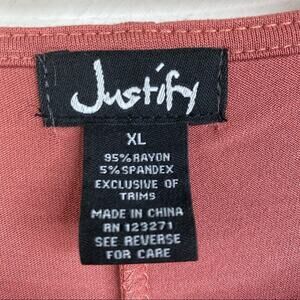 Justify
XL
95% RAYON
5% SPANDEX
EXCLUSIVE OF
TRIMS
MADE IN CHINA
RN 123271
SEE REVERSE
FOR CARE